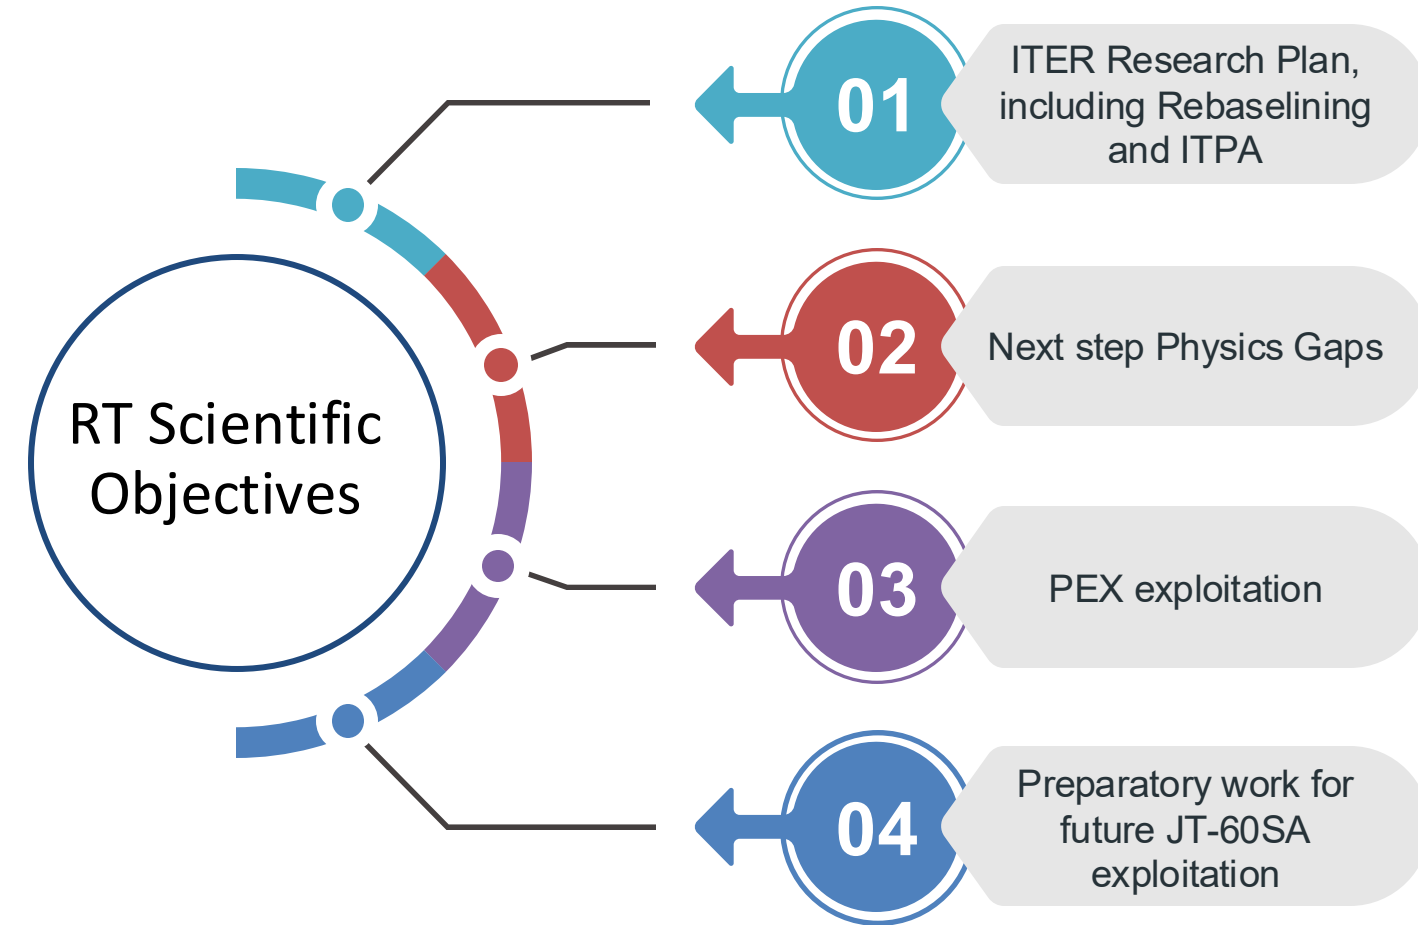 RT Scientific
Objectives
01
ITER Research Plan,
including Rebaselining
and ITPA
02
Next step Physics Gaps
03
PEX exploitation
04
Preparatory work for
future JT-60SA
exploitation